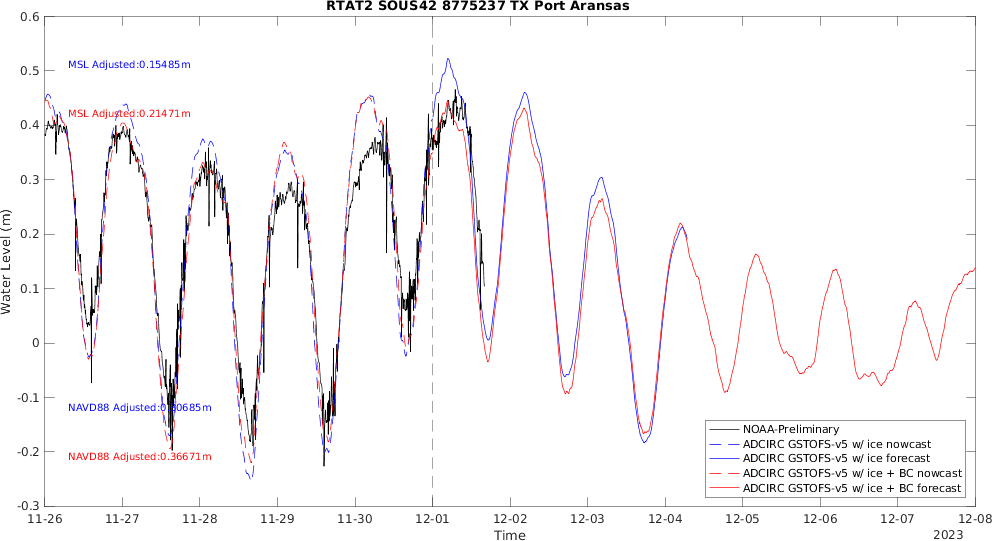 RTAT2 SOUS42 8775237 TX Port Aransas
0.6
0.5
0.4
0.3
0.2
0.1
0
-0.1
-0.2
-0.3
Water Level (m)
MSL Adjusted:0.15485m
MSL Adjusted:0.21471m
NAVD88 Adjusted:0.30685m
NAVD88 Adjusted:0.36671m
NOAA-Preliminary
ADCIRC GSTOFS-v5 w/ ice nowcast
ADCIRC GSTOFS-v5 w/ ice forecast
ADCIRC GSTOFS-v5 w/ ice + BC nowcast
ADCIRC GSTOFS-v5 w/ ice + BC forecast
11-26 11-27 11-28 11-29 11-30 12-01 12-02 12-03 12-04 12-05 12-06 12-07 12-08
Time
2023